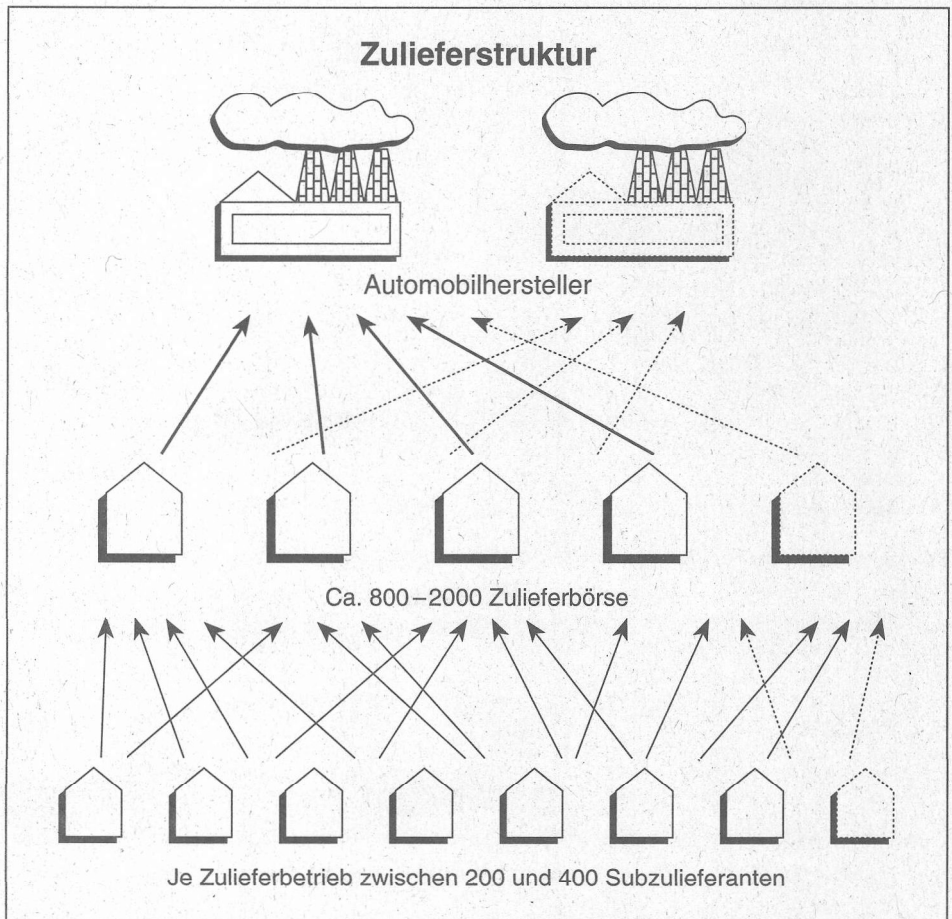 Zulieferstruktur
Automobilhersteller
Ca. 800–2000 Zulieferbörse
Je Zulieferbetrieb zwischen 200 und 400 Subzulieferanten